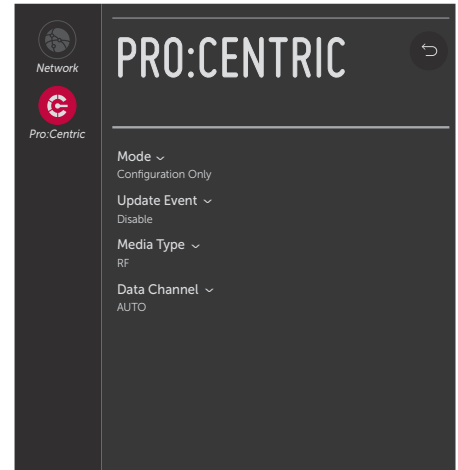 Network
Pro:Centric
PRO:CENTRIC
Mode
Configuration Only
Update Event
Disable
Media Type
RF
Data Channel
AUTO